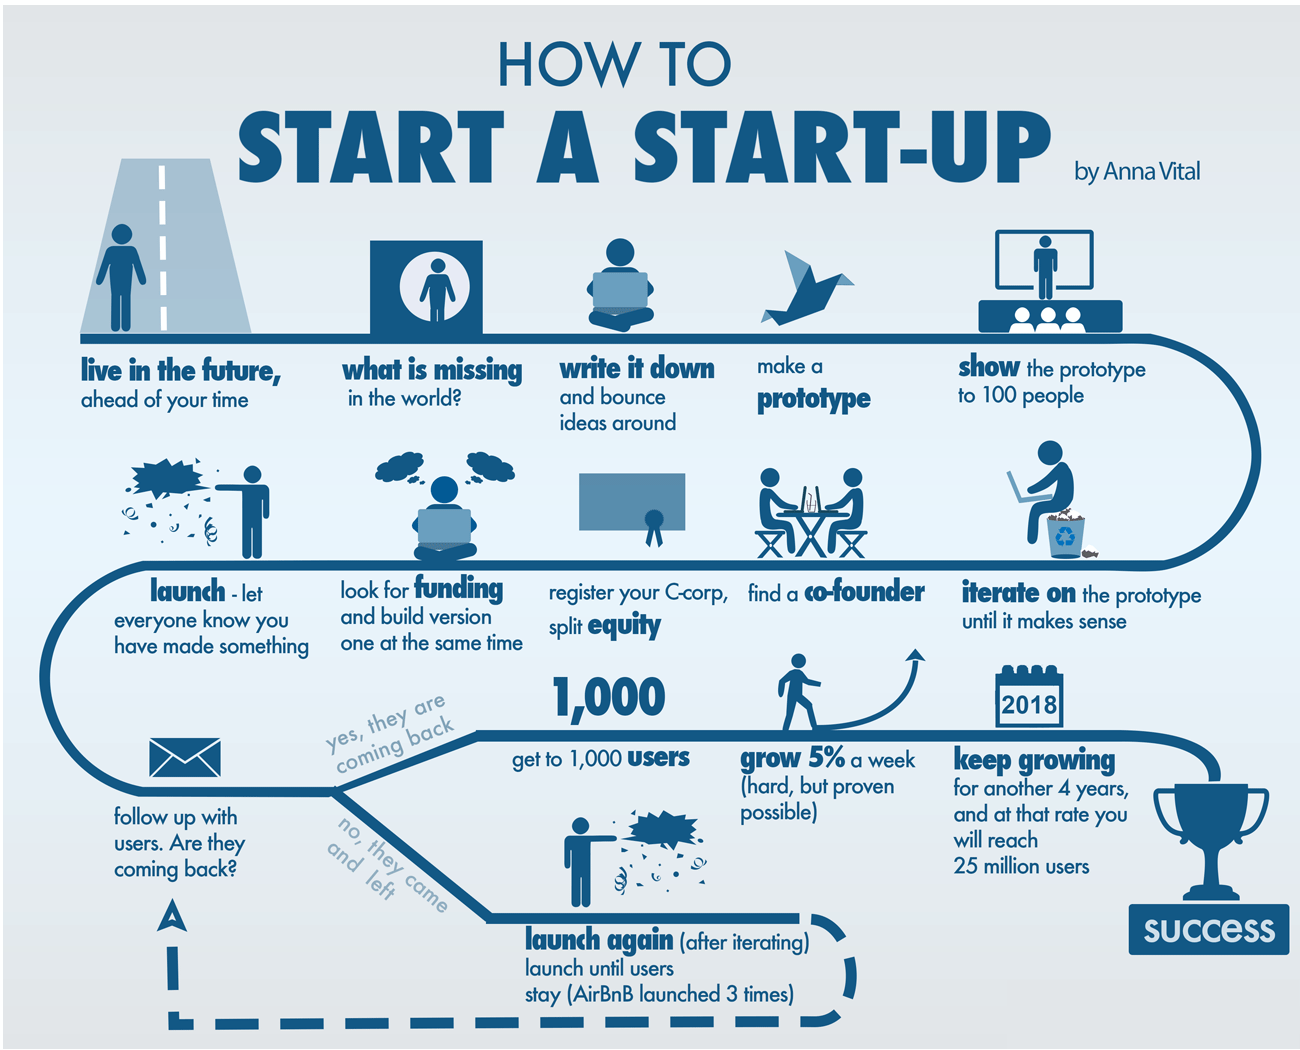 HOW TO
START A START-UP
by Anna Vital
live in the future,
ahead of your time
what is missing
in the world?
write it down
and bounce
ideas around
make a
prototype
show the prototype
to 100 people
iterate on the prototype
until it makes sense
find a co-founder
register your C-corp,
split equity
look for funding
and build version
one at the same time
launch - let
everyone know you
have made something
follow up with
users. Are they
coming back?
yes, they are
coming back
1,000
get to 1,000 users
grow 5% a week
(hard, but proven
possible)
2018
keep growing
for another 4 years,
and at that rate you
will reach
25 million users
success
no, they came
and left
launch again (after iterating)
launch until users
stay (AirBnB launched 3 times)